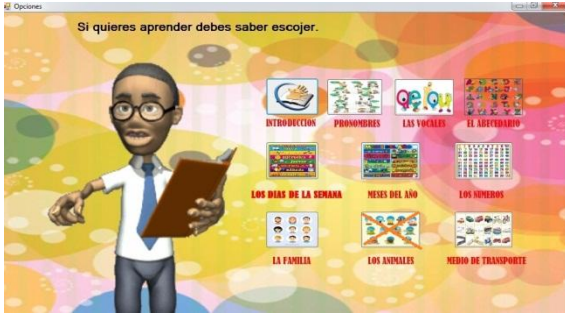 Opciones
Si quieres aprender debes saber escojer.
INTRODUCCION
PRONOMBRES
LAS VOCALES
EL ABECEDARIO
LOS DIAS DE LA SEMANA
MESES DEL AÑO
LOS NUMEROS
LA FAMILIA
LOS ANIMALES
MEDIO DE TRANSPORTE